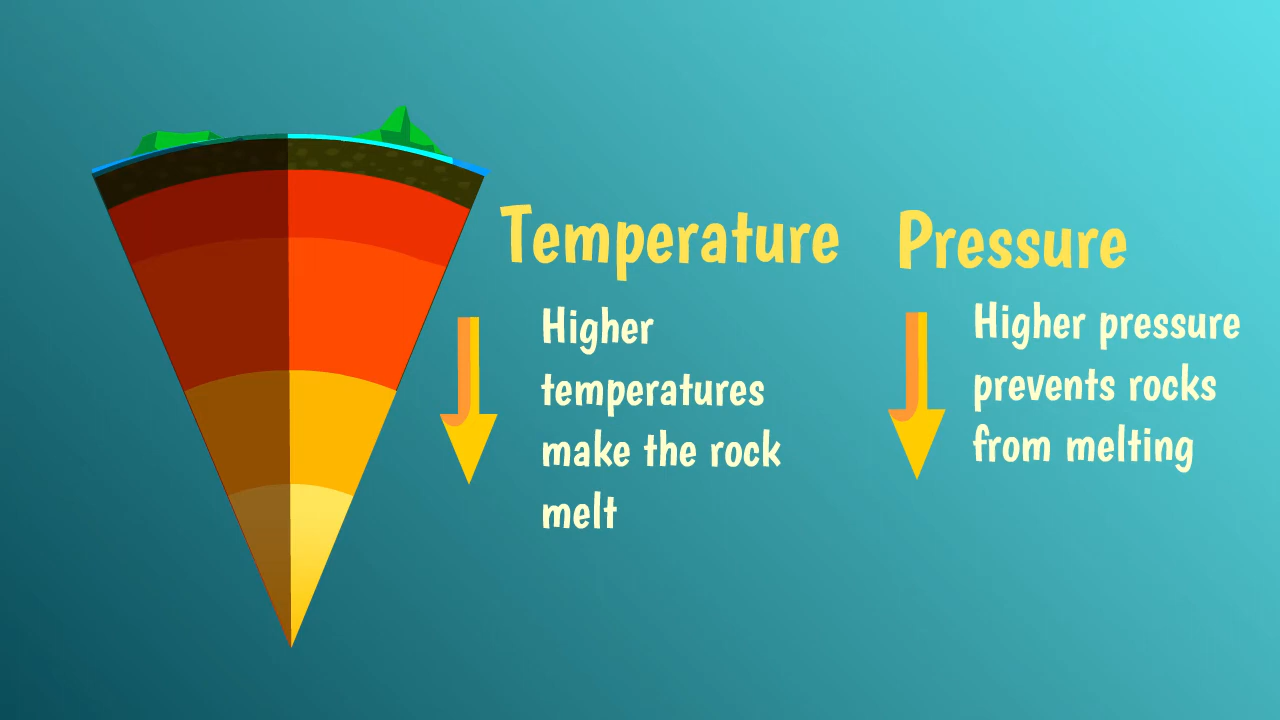 Temperature
Higher
temperatures
make the rock
melt
Pressure
Higher pressure
prevents rocks
from melting